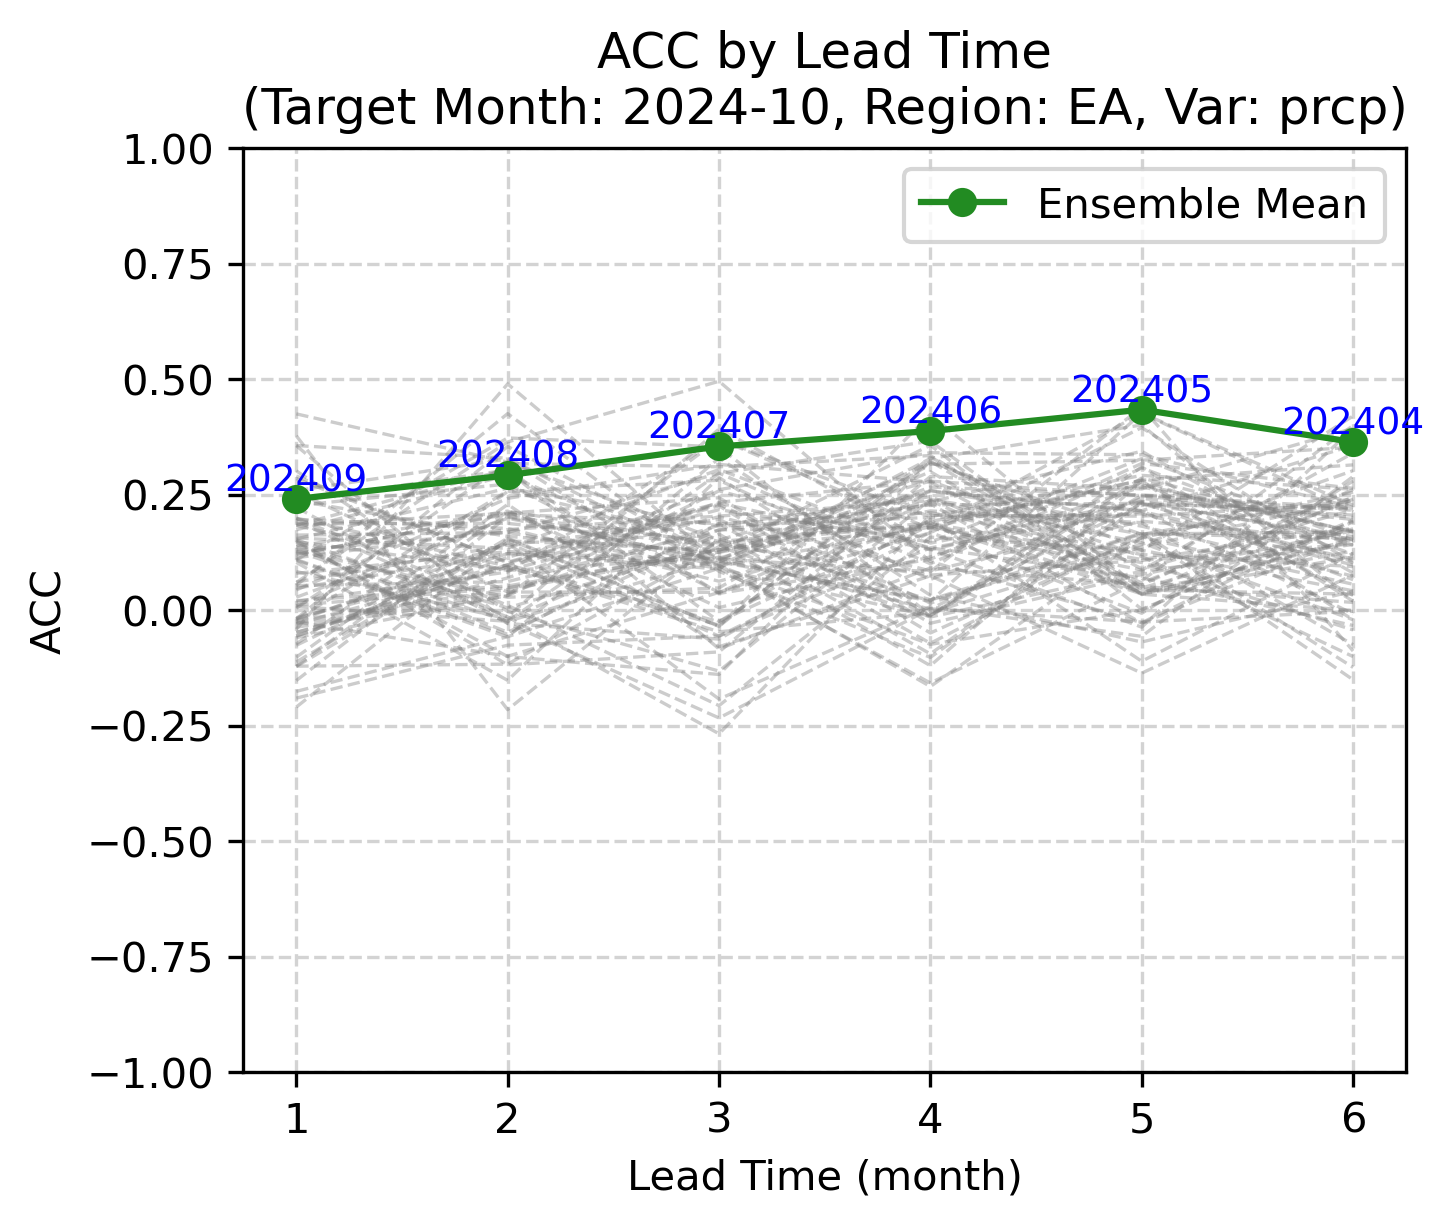 ACC by Lead Time
(Target Month: 2024-10, Region: EA, Var: prcp)
1.00
0.75
0.50
0.25
0.00
−0.25
−0.50
−0.75
−1.00
ACC
Ensemble Mean
202409
202408
202407
202406
202405
202404
1 2 3 4 5 6
Lead Time (month)